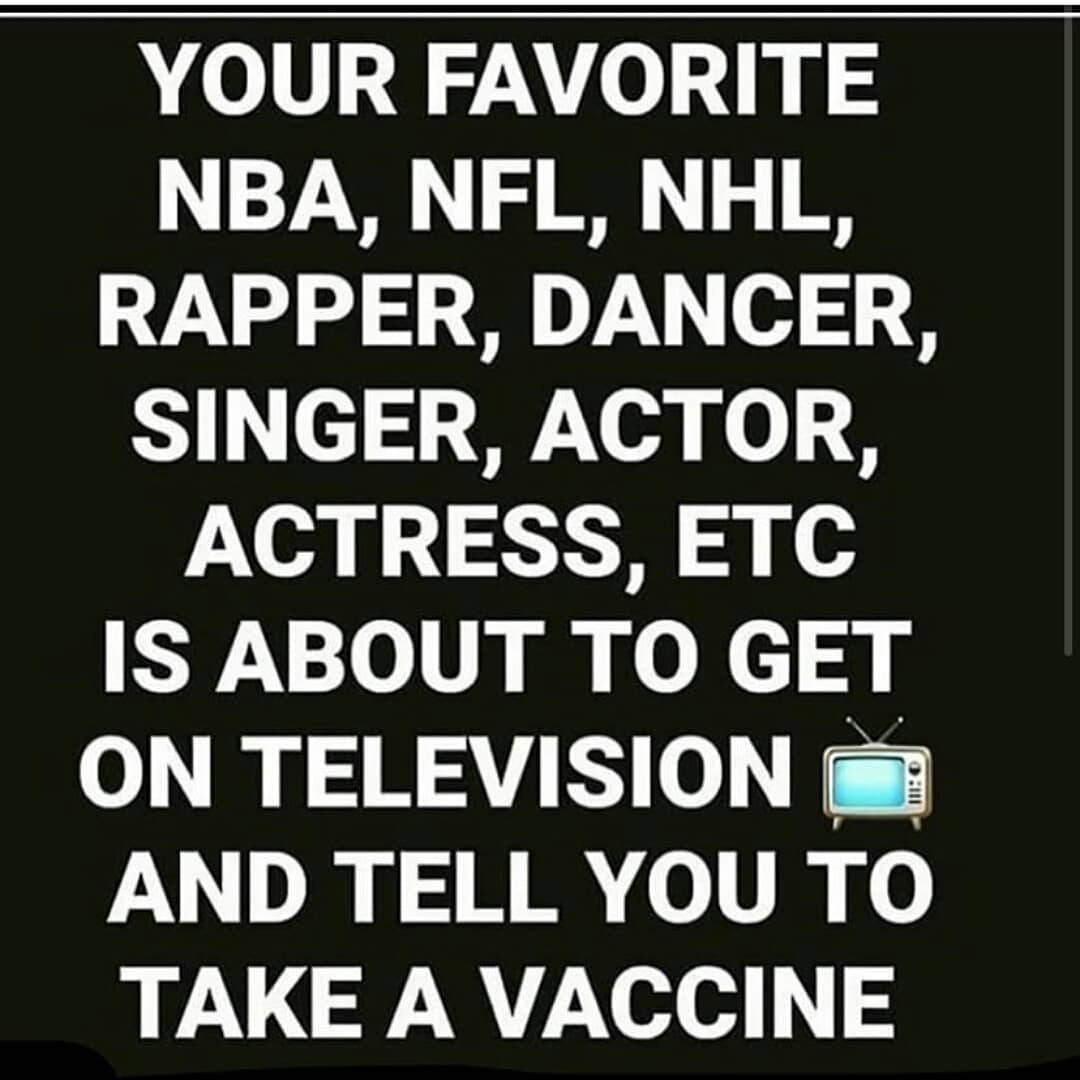 YOUR FAVORITE
NBA, NFL, NHL,
RAPPER, DANCER,
SINGER, ACTOR,
ACTRESS, ETC
IS ABOUT TO GET
ON TELEVISION 📺
AND TELL YOU TO
TAKE A VACCINE